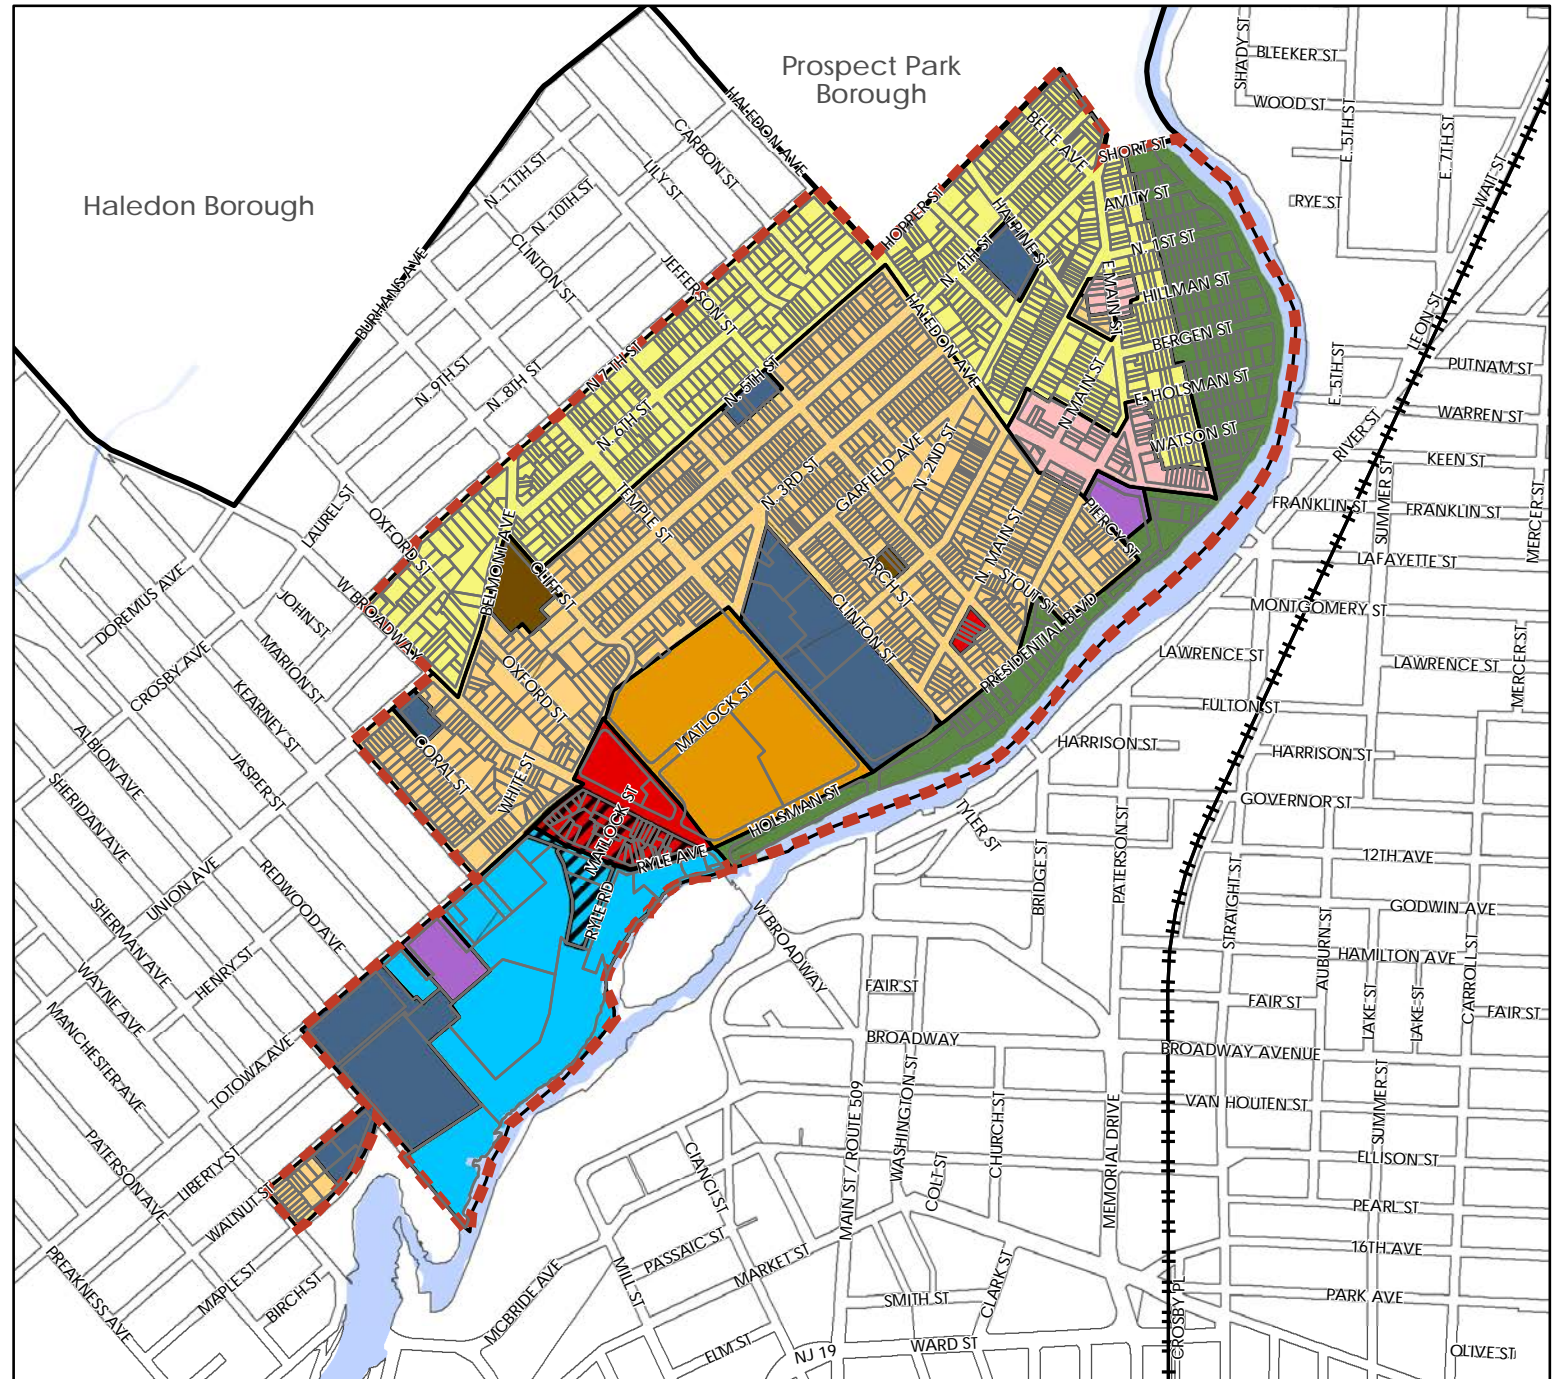 Prospect Park
Borough
Haledon Borough
SHADY ST
BLEEKER ST
WOOD ST
E. 5TH ST
E. 7TH ST
WAIT ST
RYE ST
HALEDON AVE
CARBON ST
LILY ST
N. 11TH ST
N. 10TH ST
CLINTON ST
JEFFERSON ST
BURHANS AVE
N. 9TH ST
N. 8TH ST
N 7TH ST
N. 6TH ST
N. 5TH ST
BELLE AVE
SHORT ST
AMITY ST
HOPPER ST
HALPINE ST
N. 4TH ST
N. 1ST ST
E MAIN ST
HILLMAN ST
BERGEN ST
HALEDON AVE
N MAIN ST
E. HOLSMAN ST
WATSON ST
LEON ST
PUTNAM ST
E. 5TH ST
WARREN ST
RIVER ST
KEEN ST
SUMMER ST
FRANKLIN ST
FRANKLIN ST
MERCER ST
LAFAYETTE ST
MONTGOMERY ST
LAWRENCE ST
LAWRENCE ST
MERCER ST
FULTON ST
HARRISON ST
HARRISON ST
GOVERNOR ST
TYLER ST
12TH AVE
BRIDGE ST
PATERSON ST
STRAIGHT ST
GODWIN AVE
AUBURN ST
HAMILTON AVE
CARROLL ST
LAKE ST
LAKE ST
FAIR ST
FAIR ST
FAIR ST
BROADWAY
BROADWAY AVENUE
VAN HOUTEN ST
SUMMER ST
ELLISON ST
PEARL ST
16TH AVE
PARK AVE
OLIVE ST
CROSBY PL
MEMORIAL DRIVE
CHURCH ST
WASHINGTON ST
COLT ST
MAIN ST / ROUTE 509
CLARK ST
SMITH ST
WARD ST
NJ 19
ELM ST
MARKET ST
PASSAIC ST
CIANCI ST
MILL ST
MCBRIDE AVE
W BROADWAY
TEMPLE ST
N. 3RD ST
GARFIELD AVE
N. 2ND ST
PIERCY ST
N. MAIN ST
STOUT ST
ARCH ST
CLINTON ST
PRESIDENTIAL BLVD
BELMONT AVE
CLIFF ST
OXFORD ST
MATLOCK ST
HOLSMAN ST
MATLOCK ST
RYLE AVE
RYLE RD
WHITE ST
CORAL ST
LAUREL ST
OXFORD ST
W BROADWAY
DOREMUS AVE
JOHN ST
CROSBY AVE
MARION ST
KEARNEY ST
ALBION AVE
JASPER ST
SHERIDAN AVE
UNION AVE
REDWOOD AVE
SHERMAN AVE
HENRY ST
WAYNE AVE
MANCHESTER AVE
TOTOWA AVE
PATERSON AVE
LIBERTY ST
WALNUT ST
MAPLE ST
BIRCH ST
PREAKNESS AVE